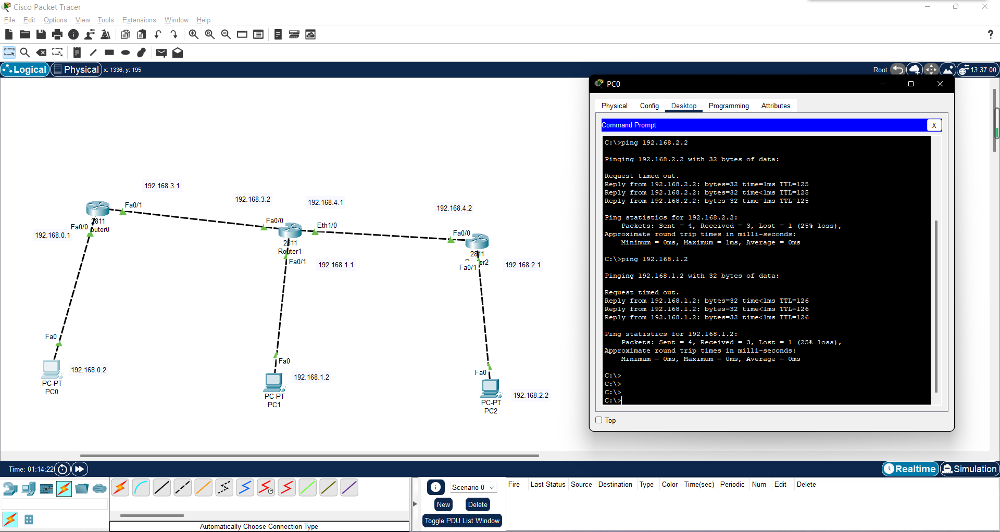 Cisco Packet Tracer
File Edit Options View Tools Extensions Window Help
?
Logical Physical x: 1336, y: 195
Root 13:37:00
PC0
Physical Config Desktop Programming Attributes
Command Prompt X
C:\>ping 192.168.2.2
Pinging 192.168.2.2 with 32 bytes of data:
Request timed out.
Reply from 192.168.2.2: bytes=32 time=1ms TTL=125
Reply from 192.168.2.2: bytes=32 time<1ms TTL=125
Reply from 192.168.2.2: bytes=32 time=1ms TTL=125
Ping statistics for 192.168.2.2:
Packets: Sent = 4, Received = 3, Lost = 1 (25% loss),
Approximate round trip times in milli-seconds:
Minimum = 0ms, Maximum = 1ms, Average = 0ms
C:\>ping 192.168.1.2
Pinging 192.168.1.2 with 32 bytes of data:
Request timed out.
Reply from 192.168.1.2: bytes=32 time<1ms TTL=126
Reply from 192.168.1.2: bytes=32 time<1ms TTL=126
Reply from 192.168.1.2: bytes=32 time<1ms TTL=126
Ping statistics for 192.168.1.2:
Packets: Sent = 4, Received = 3, Lost = 1 (25% loss),
Approximate round trip times in milli-seconds:
Minimum = 0ms, Maximum = 0ms, Average = 0ms
C:\>
C:\>
C:\>
C:\>
Top
192.168.3.1
192.168.3.2
192.168.4.1
192.168.4.2
Fa0/1
Fa0/0
2811
outer0
192.168.0.1
Fa0/0
Eth1/0
2811
Router1
Fa0/1
192.168.1.1
Fa0/0
2811
er2
Fa0/1
192.168.2.1
Fa0
192.168.0.2
PC-PT
PC0
Fa0
192.168.1.2
PC-PT
PC1
Fa0
192.168.2.2
PC-PT
PC2
Time: 01:14:22
Realtime Simulation
Scenario 0
New Delete
Toggle PDU List Window
Fire Last Status Source Destination Type Color Time(sec) Periodic Num Edit Delete
Automatically Choose Connection Type